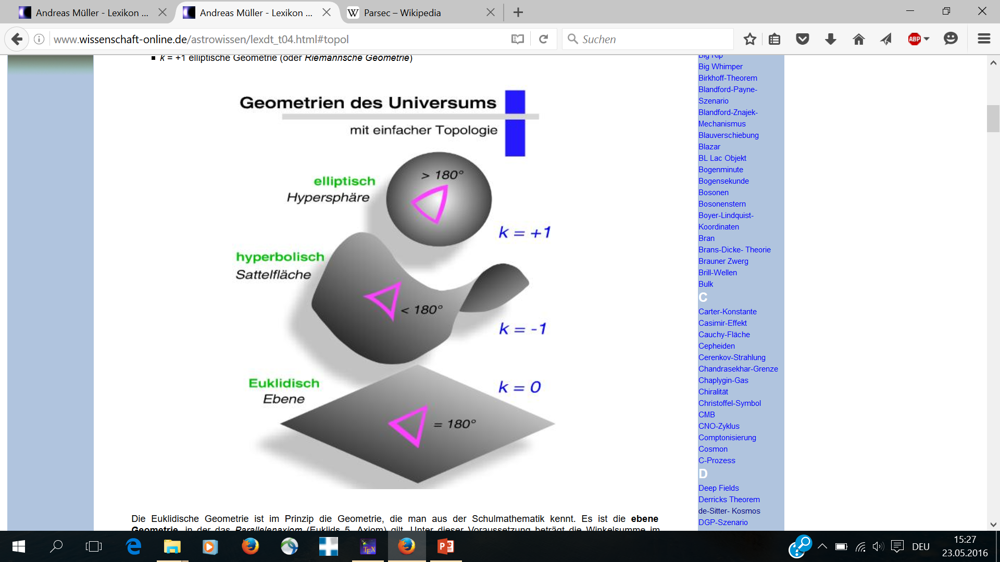 Andreas Müller - Lexikon ...
Andreas Müller - Lexikon ...
W Parsec – Wikipedia
www.wissenschaft-online.de/astrowissen/lexdt_t04.html#topol
Suchen
ABP
k = +1 elliptische Geometrie (oder Riemannsche Geometrie)
Geometrien des Universums
mit einfacher Topologie
> 180°
elliptisch
Hypersphäre
k = +1
hyperbolisch
Sattelfläche
< 180°
k = -1
Euklidisch
Ebene
k = 0
= 180°
Die Euklidische Geometrie ist im Prinzip die Geometrie, die man aus der Schulmathematik kennt. Es ist die ebene
Geometrie, in der das Parallelenaxiom (Euklids 5. Axiom) gilt. Unter dieser Voraussetzung beträgt die Winkelsumme im
Big Rip
Big Whimper
Birkhoff-Theorem
Blandford-Payne-
Szenario
Blandford-Znajek-
Mechanismus
Blauverschiebung
Blazar
BL Lac Objekt
Bogenminute
Bogensekunde
Bosonen
Bosonenstern
Boyer-Lindquist-
Koordinaten
Bran
Brans-Dicke- Theorie
Brauner Zwerg
Brill-Wellen
Bulk
C
Carter-Konstante
Casimir-Effekt
Cauchy-Fläche
Cepheiden
Cerenkov-Strahlung
Chandrasekhar-Grenze
Chaplygin-Gas
Chiralität
Christoffel-Symbol
CMB
CNO-Zyklus
Comptonisierung
Cosmon
C-Prozess
D
Deep Fields
Derricks Theorem
de-Sitter- Kosmos
DGP-Szenario
TEX
P
DEU
15:27
23.05.2016